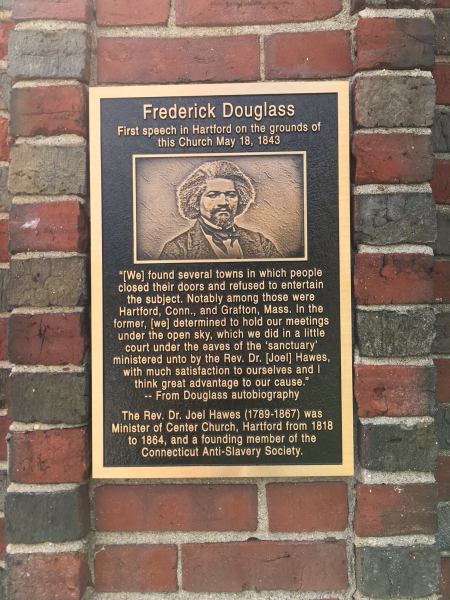 Frederick Douglass
First speech in Hartford on the grounds of
this Church May 18, 1843
"[We] found several towns in which people
closed their doors and refused to entertain
the subject. Notably among those were
Hartford, Conn., and Grafton, Mass. In the
former, [we] determined to hold our meetings
under the open sky, which we did in a little
court under the eaves of the 'sanctuary'
ministered unto by the Rev. Dr. [Joel] Hawes,
with much satisfaction to ourselves and I
think great advantage to our cause."
-- From Douglass autobiography
The Rev. Dr. Joel Hawes (1789-1867) was
Minister of Center Church, Hartford from 1818
to 1864, and a founding member of the
Connecticut Anti-Slavery Society.